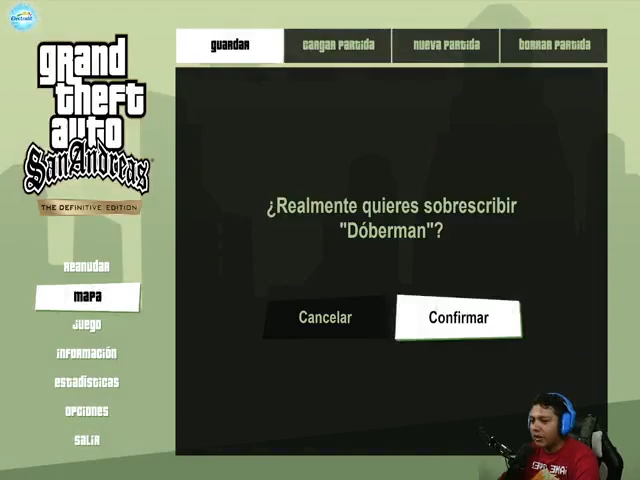 GUARDAR
CARGAR PARTIDA
NUEVA PARTIDA
BORRAR PARTIDA
grand
theft
auto
San Andreas
THE DEFINITIVE EDITION
¿Realmente quieres sobrescribir
"Dóberman"?
Cancelar
Confirmar
Reanudar
Mapa
Juego
Información
Estadísticas
Opciones
Salir